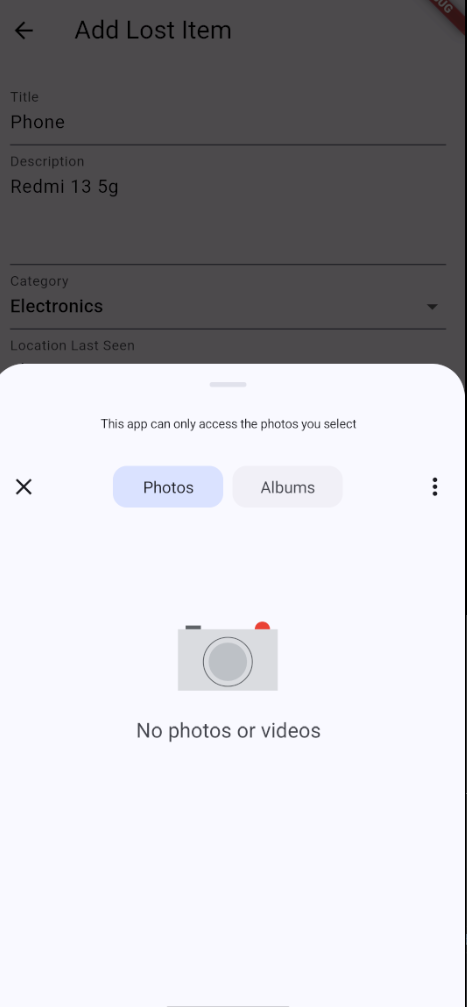 Add Lost Item
Title
Phone
Description
Redmi 13 5g
Category
Electronics
Location Last Seen
This app can only access the photos you select
Photos
Albums
No photos or videos